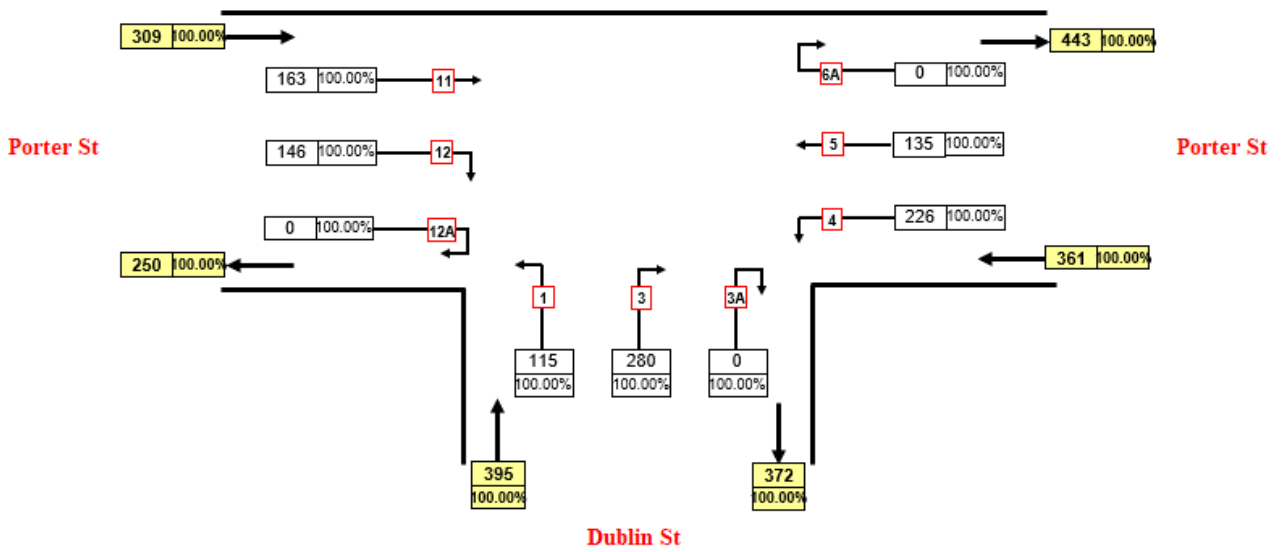 309 100.00%
443 100.00%
163 100.00% 11
6A 0 100.00%
Porter St
146 100.00% 12
5 135 100.00%
Porter St
0 100.00% 12A
4 226 100.00%
250 100.00%
361 100.00%
1 3 3A
115 280 0
100.00% 100.00% 100.00%
395 372
100.00% 100.00%
Dublin St